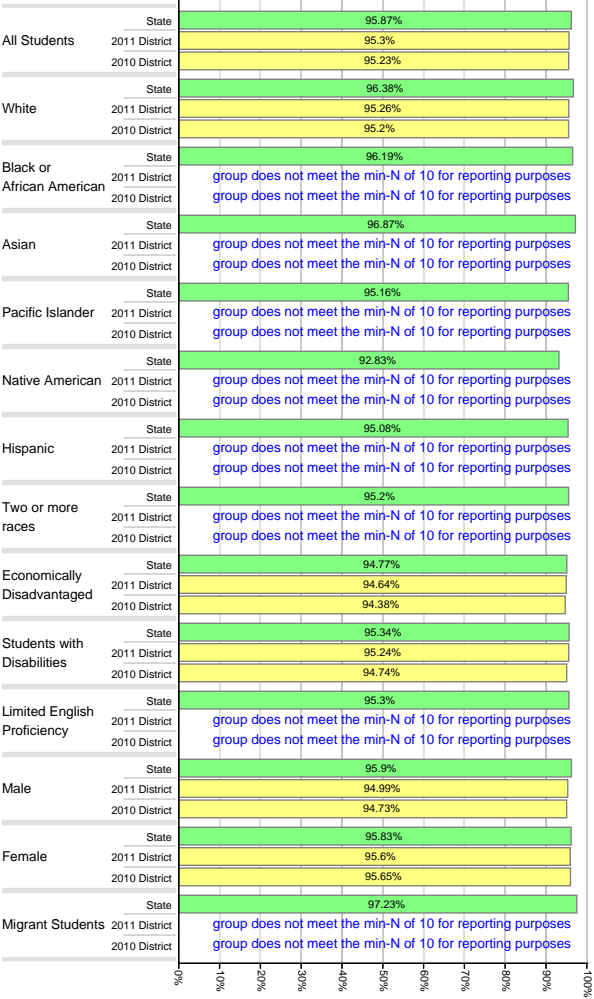 State 95.87%
All Students 2011 District 95.3%
2010 District 95.23%
State 96.38%
White 2011 District 95.26%
2010 District 95.2%
State 96.19%
Black or
African American 2011 District group does not meet the min-N of 10 for reporting purposes
2010 District group does not meet the min-N of 10 for reporting purposes
State 96.87%
Asian 2011 District group does not meet the min-N of 10 for reporting purposes
2010 District group does not meet the min-N of 10 for reporting purposes
State 95.16%
Pacific Islander 2011 District group does not meet the min-N of 10 for reporting purposes
2010 District group does not meet the min-N of 10 for reporting purposes
State 92.83%
Native American 2011 District group does not meet the min-N of 10 for reporting purposes
2010 District group does not meet the min-N of 10 for reporting purposes
State 95.08%
Hispanic 2011 District group does not meet the min-N of 10 for reporting purposes
2010 District group does not meet the min-N of 10 for reporting purposes
State 95.2%
Two or more
races 2011 District group does not meet the min-N of 10 for reporting purposes
2010 District group does not meet the min-N of 10 for reporting purposes
State 94.77%
Economically
Disadvantaged 2011 District 94.64%
2010 District 94.38%
State 95.34%
Students with
Disabilities 2011 District 95.24%
2010 District 94.74%
State 95.3%
Limited English
Proficiency 2011 District group does not meet the min-N of 10 for reporting purposes
2010 District group does not meet the min-N of 10 for reporting purposes
State 95.9%
Male 2011 District 94.99%
2010 District 94.73%
State 95.83%
Female 2011 District 95.6%
2010 District 95.65%
State 97.23%
Migrant Students 2011 District group does not meet the min-N of 10 for reporting purposes
2010 District group does not meet the min-N of 10 for reporting purposes
0% 10% 20% 30% 40% 50% 60% 70% 80% 90% 100%